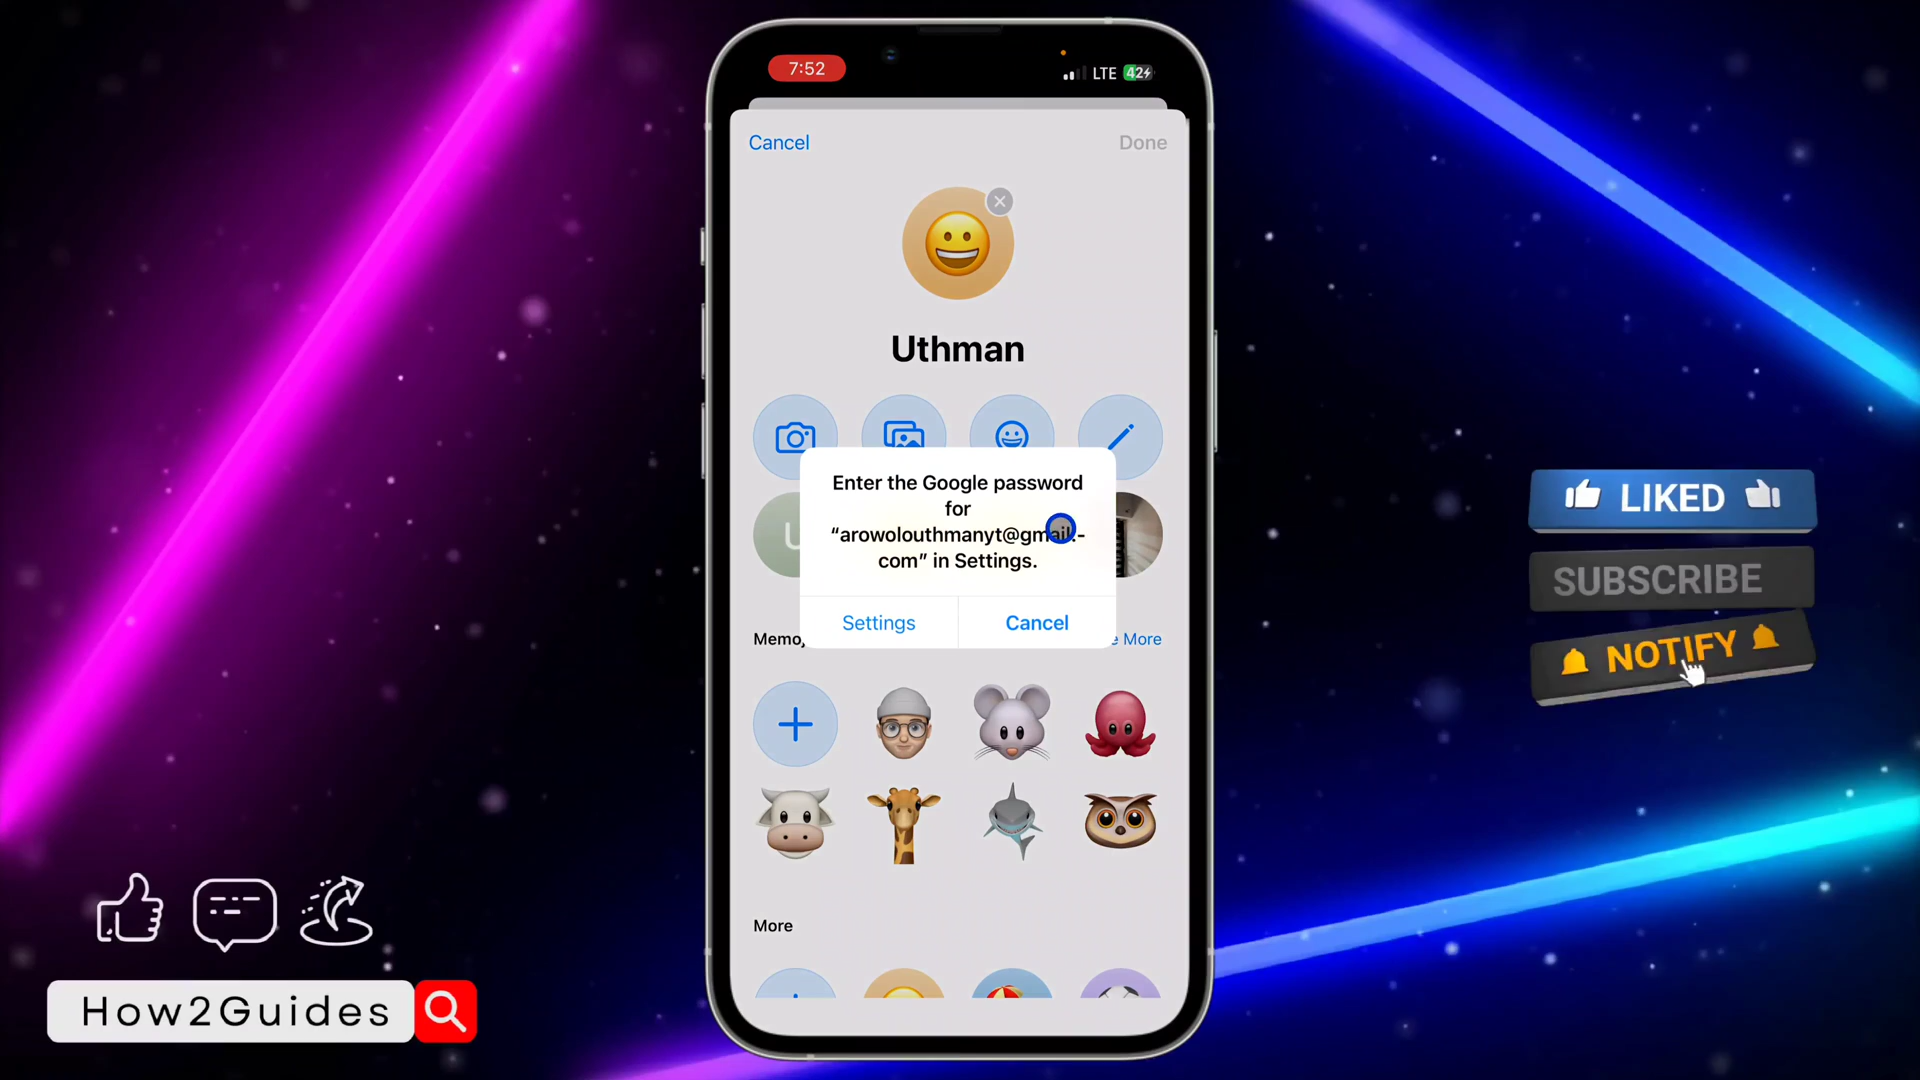 7:52
LTE 42
Cancel
Done
Uthman
U
Enter the Google password
for
“arowolouthmanyt@gmail.-
com” in Settings.
Settings
Cancel
More
LIKED
SUBSCRIBE
NOTIFY
More
How2Guides